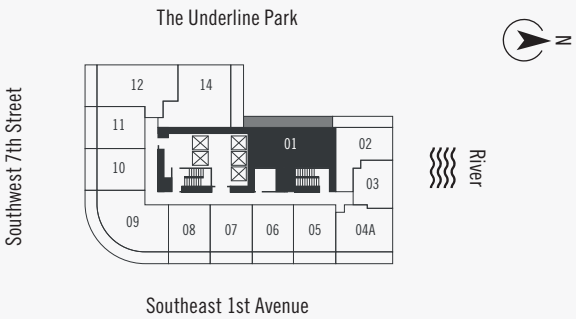 The Underline Park
N
12
14
Southwest 7th Street
11
01
02
River
10
03
09
08
07
06
05
04A
Southeast 1st Avenue